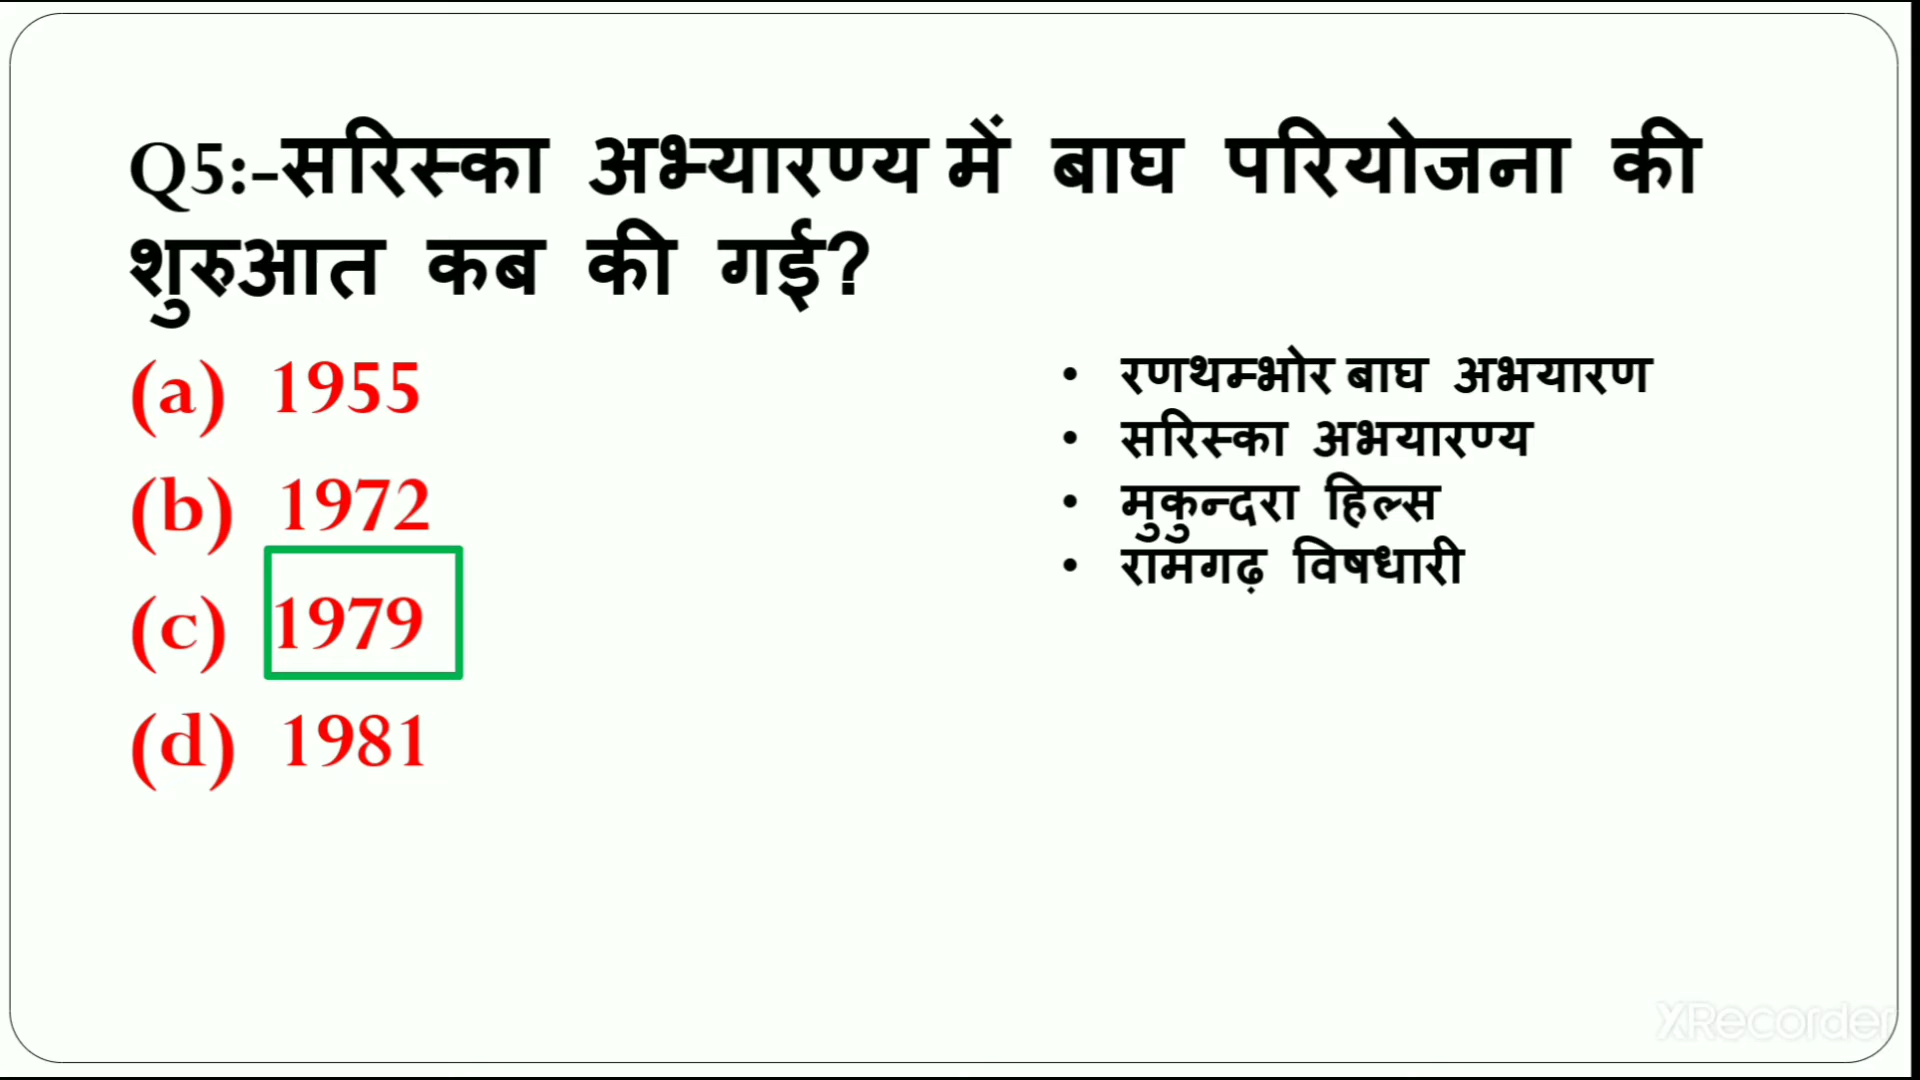 Q5:-सरिस्का अभ्यारण्य में बाघ परियोजना की
शुरुआत कब की गई?
(a) 1955
(b) 1972
(c) 1979
(d) 1981
• रणथम्भोर बाघ अभयारण
• सरिस्का अभयारण्य
• मुकुन्दरा हिल्स
• रामगढ़ विषधारी
XRecorder